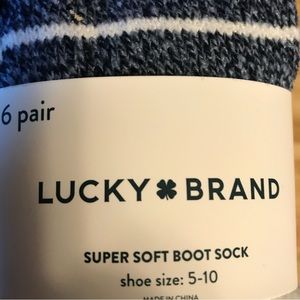 6 pair
LUCKY BRAND
SUPER SOFT BOOT SOCK
shoe size: 5-10
MADE IN CHINA